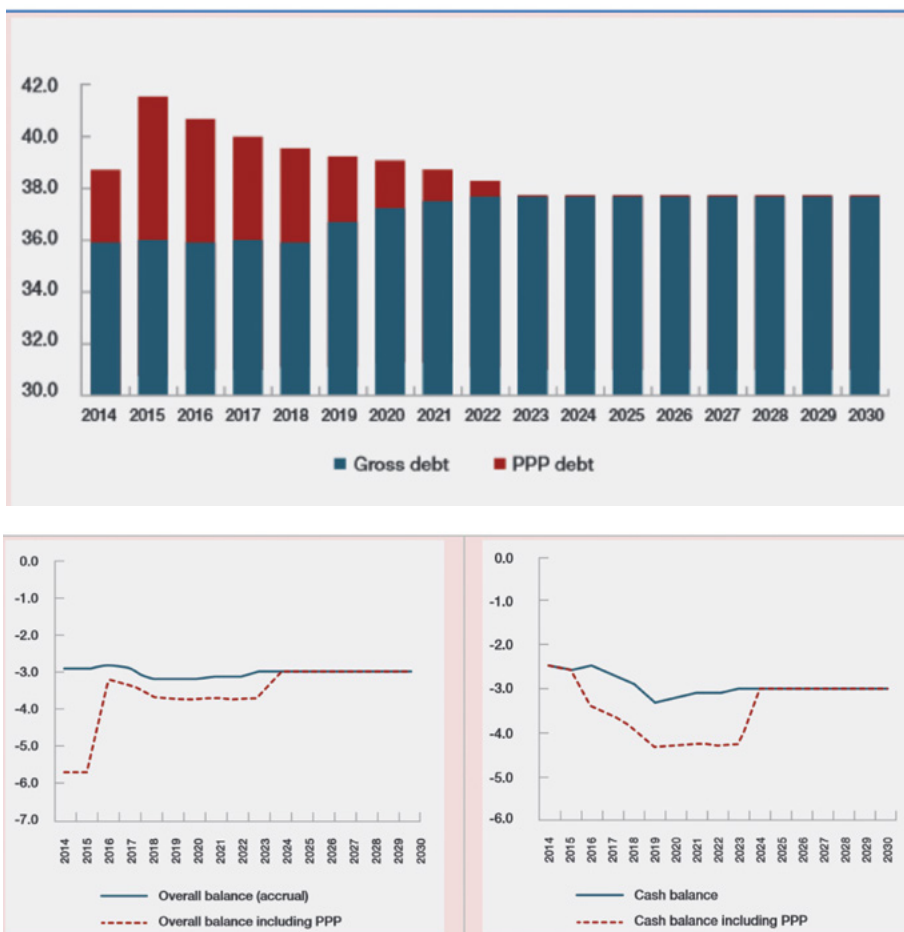 42.0
40.0
38.0
36.0
34.0
32.0
30.0
2014 2015 2016 2017 2018 2019 2020 2021 2022 2023 2024 2025 2026 2027 2028 2029 2030
Gross debt PPP debt
0.0
-1.0
-2.0
-3.0
-4.0
-5.0
-6.0
-7.0
2014 2015 2016 2017 2018 2019 2020 2021 2022 2023 2024 2025 2026 2027 2028 2029 2030
Overall balance (accrual)
Overall balance including PPP
0.0
-1.0
-2.0
-3.0
-4.0
-5.0
-6.0
2014 2015 2016 2017 2018 2019 2020 2021 2022 2023 2024 2025 2026 2027 2028 2029 2030
Cash balance
Cash balance including PPP